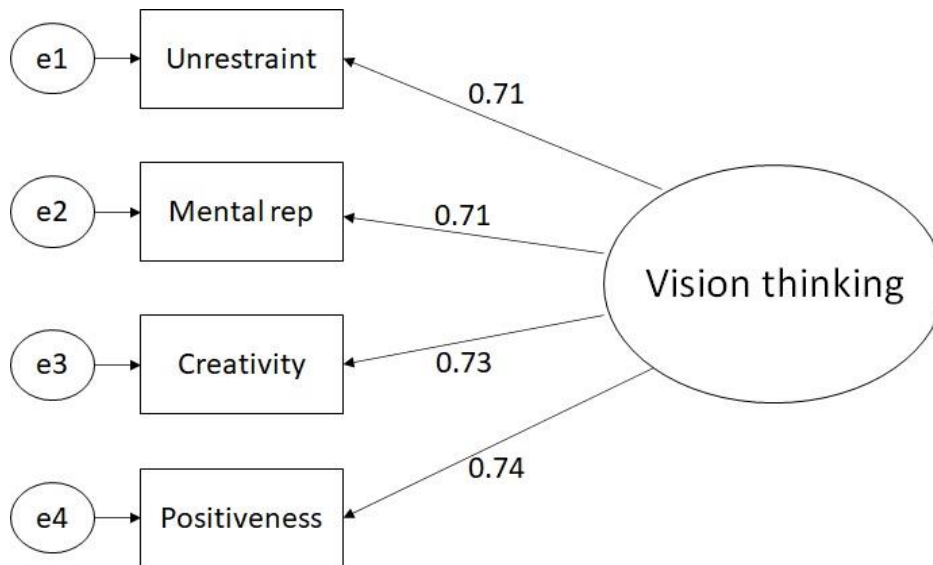 e1
Unrestraint
0.71
e2
Mental rep
0.71
Vision thinking
e3
Creativity
0.73
e4
Positiveness
0.74